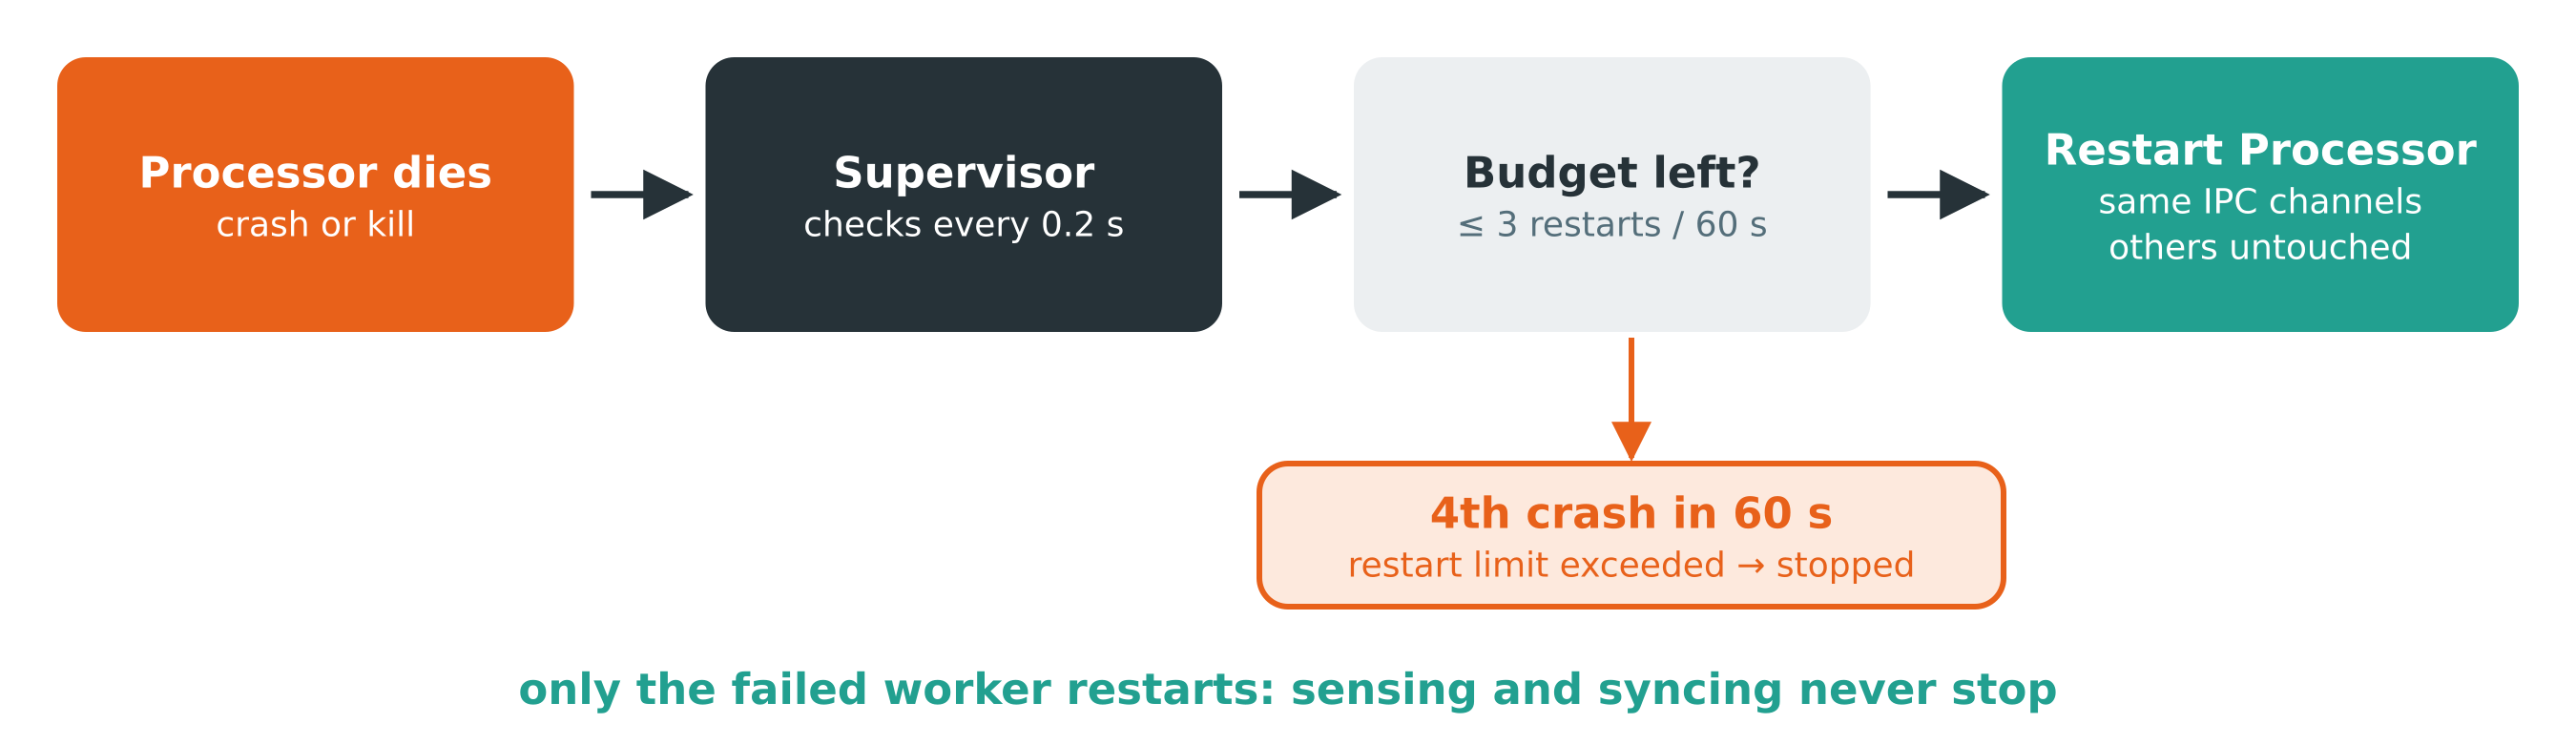 Processor dies
crash or kill
Supervisor
checks every 0.2 s
Budget left?
≤ 3 restarts / 60 s
Restart Processor
same IPC channels
others untouched
4th crash in 60 s
restart limit exceeded → stopped
only the failed worker restarts: sensing and syncing never stop